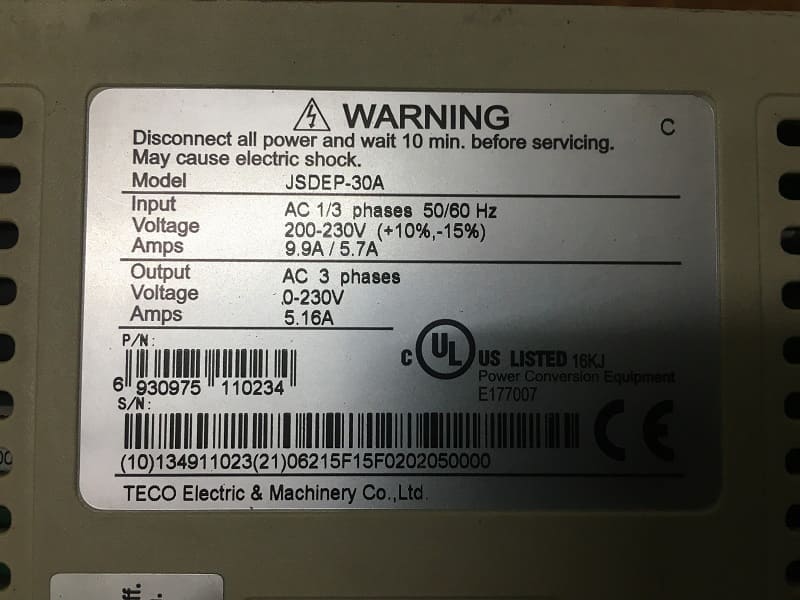 WARNING
C
Disconnect all power and wait 10 min. before servicing.
May cause electric shock.
Model JSDEP-30A
Input AC 1/3 phases 50/60 Hz
Voltage 200-230V (+10%,-15%)
Amps 9.9A / 5.7A
Output AC 3 phases
Voltage 0-230V
Amps 5.16A
P/N:
6 930975 110234
C UL US LISTED 16KJ
Power Conversion Equipment
E177007
S/N:
CE
(10)134911023(21)06215F15F0202050000
TECO Electric & Machinery Co.,Ltd.